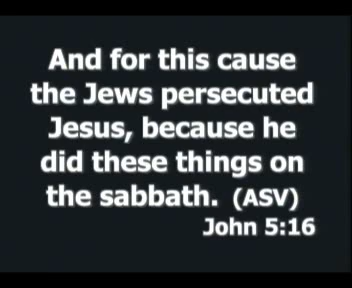 And for this cause
the Jews persecuted
Jesus, because he
did these things on
the sabbath. (ASV)
John 5:16